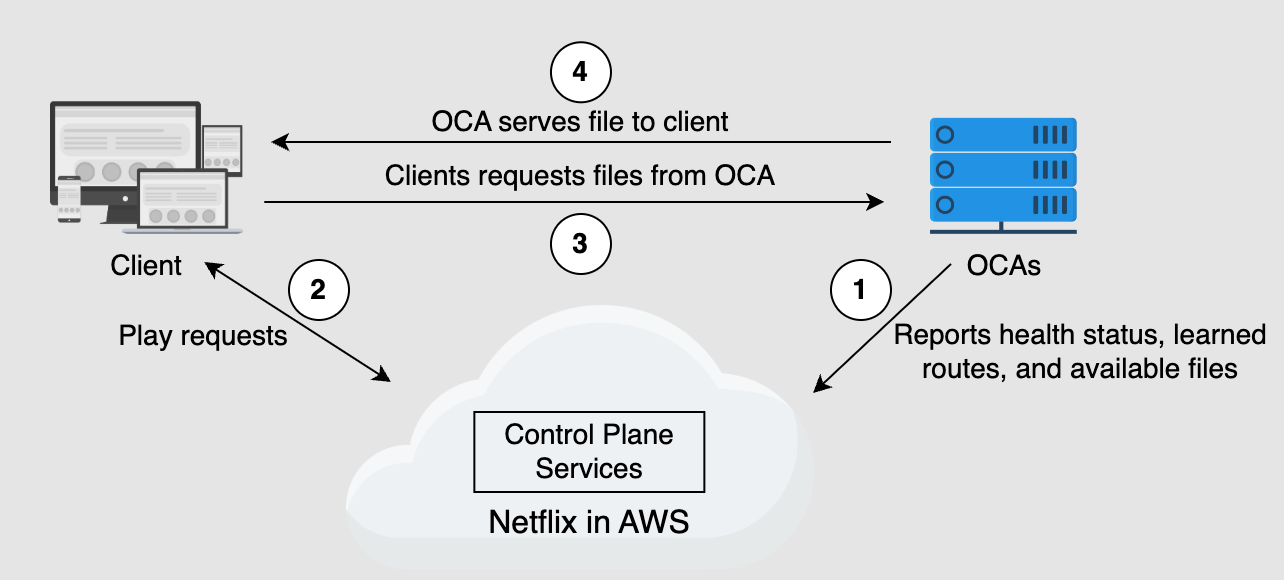 4
OCA serves file to client
Clients requests files from OCA
3
Client
OCAs
2
1
Play requests
Reports health status, learned
routes, and available files
Control Plane
Services
Netflix in AWS